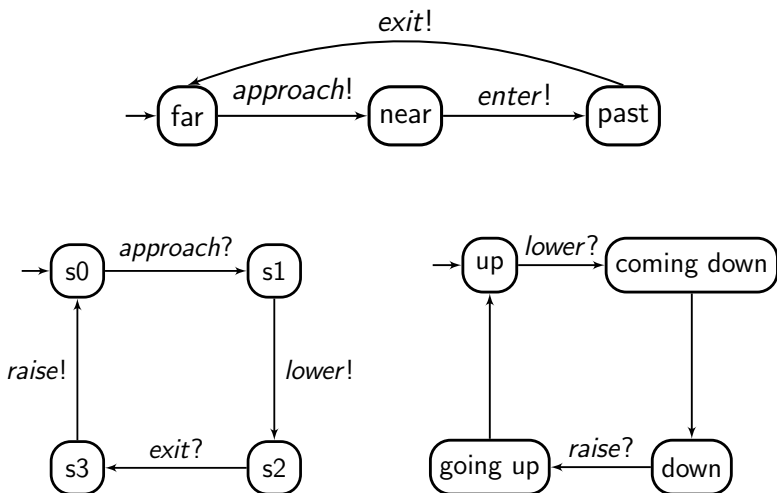 exit!
approach!
enter!
far
near
past
approach?
lower?
s0
s1
up
coming down
raise!
lower!
exit?
raise?
s3
s2
going up
down